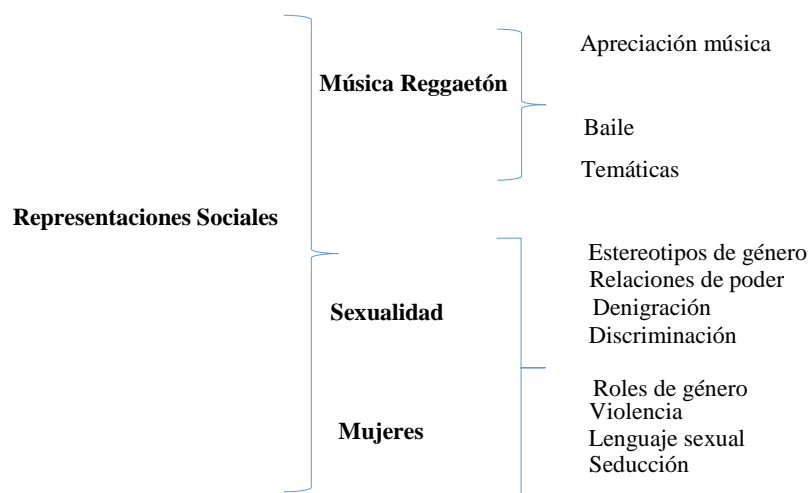 Apreciación música
Música Reggaetón
Baile
Temáticas
Representaciones Sociales
Estereotipos de género
Relaciones de poder
Denigración
Discriminación
Sexualidad
Roles de género
Violencia
Mujeres
Lenguaje sexual
Seducción